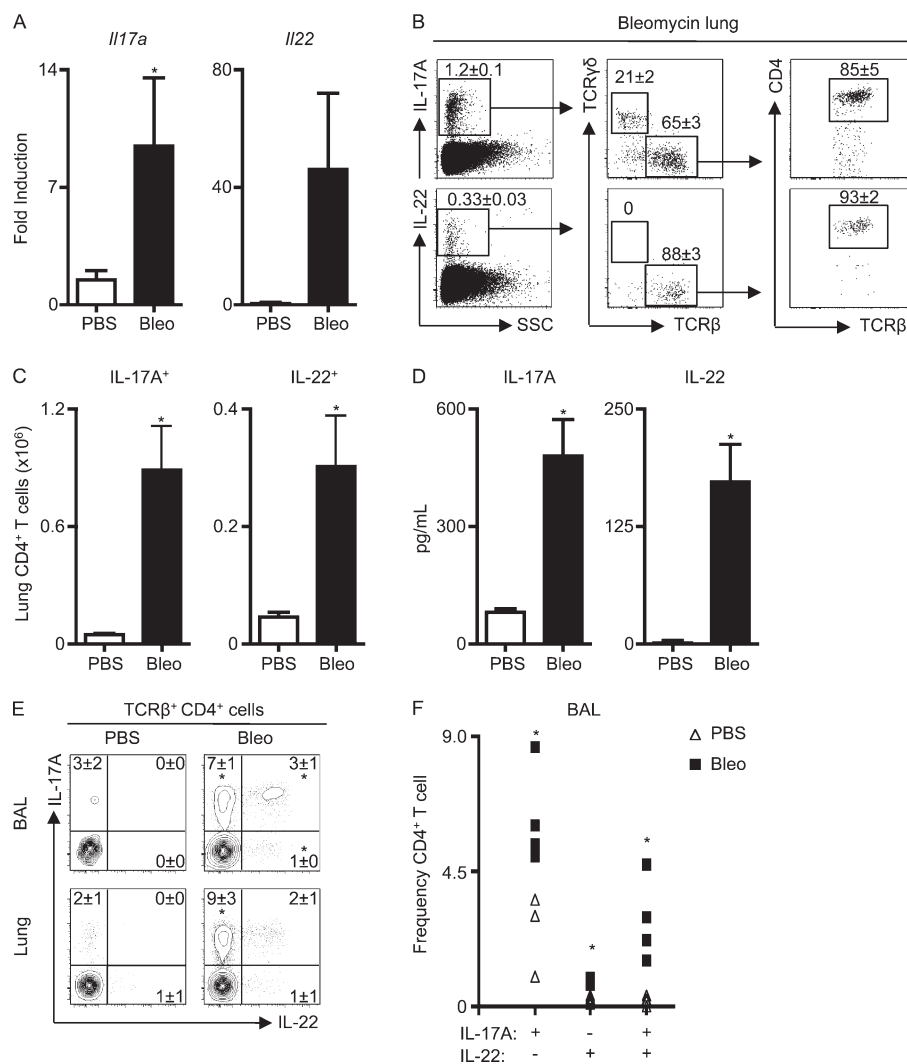 A
Il17a
Il22
Fold Induction
14
7
0
*
PBS
Bleo
80
40
0
PBS
Bleo
B
Bleomycin lung
IL-17A
1.2±0.1
TCRγδ
21±2
65±3
CD4
85±5
IL-22
0.33±0.03
0
88±3
93±2
SSC
TCRβ
TCRβ
C
IL-17A+
IL-22+
Lung CD4+ T cells (x10⁶)
1.2
0.6
0
*
PBS
Bleo
0.4
0.2
0
*
PBS
Bleo
D
IL-17A
IL-22
pg/mL
600
300
0
*
PBS
Bleo
250
125
0
*
PBS
Bleo
E
TCRβ+ CD4+ cells
PBS
Bleo
IL-17A
BAL
3±2
0±0
0±0
7±1
*
3±1
*
*
1±0
Lung
2±1
0±0
1±1
9±3
*
2±1
1±1
IL-22
F
BAL
Frequency CD4+ T cell
9.0
4.5
0
*
*
*
PBS
Bleo
IL-17A: + - +
IL-22: - + +